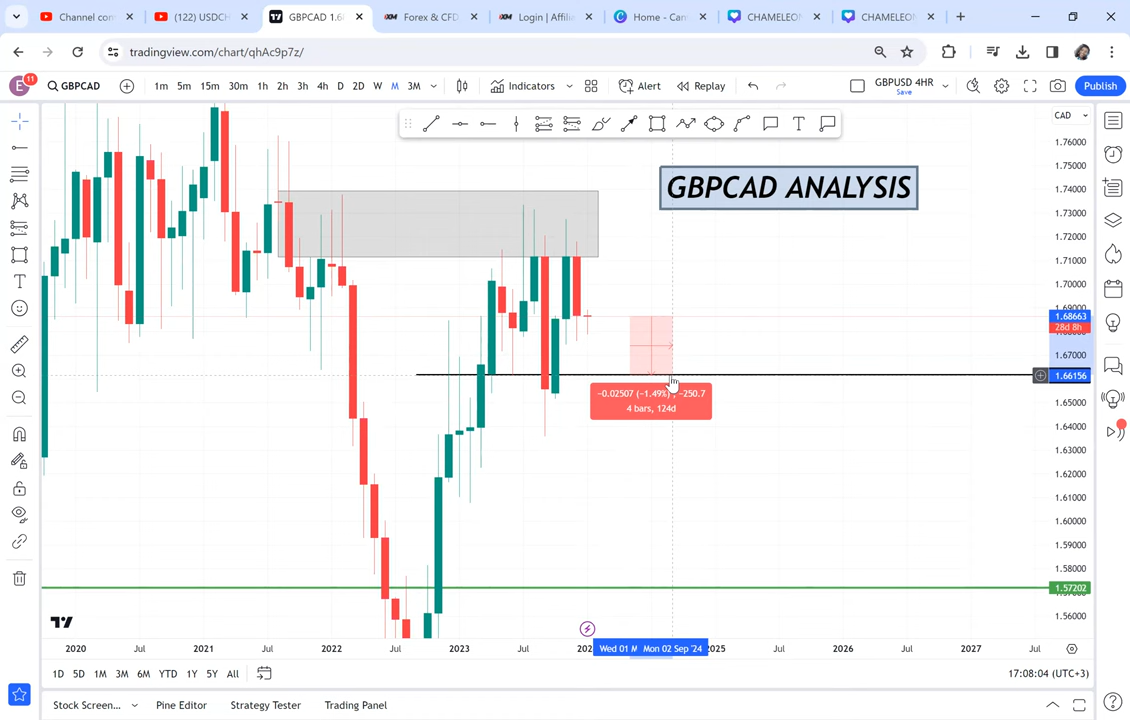 Channel con
(122) USDCH
GBPCAD 1.6
Forex & CFD
Login | Affilia
Home - Can
CHAMELEON
CHAMELEON
tradingview.com/chart/qhAc9p7z/
E
11
GBPCAD
1m 5m 15m 30m 1h 2h 3h 4h D 2D W M 3M
Indicators
Alert
Replay
GBPUSD 4HR
Save
Publish
CAD
GBPCAD ANALYSIS
1.76000
1.75000
1.74000
1.73000
1.72000
1.71000
1.70000
1.69000
1.68663
28d 8h
1.67000
1.66156
1.65000
1.64000
1.63000
1.62000
1.61000
1.60000
1.59000
1.58000
1.57202
1.56000
−0.02507 (−1.49%) , −250.7
4 bars, 124d
2020 Jul 2021 Jul 2022 Jul 2023 Jul Wed 01 M Mon 02 Sep '24 2025 Jul 2026 Jul 2027 Jul
1D 5D 1M 3M 6M YTD 1Y 5Y All
17:08:04 (UTC+3)
Stock Screen... Pine Editor Strategy Tester Trading Panel